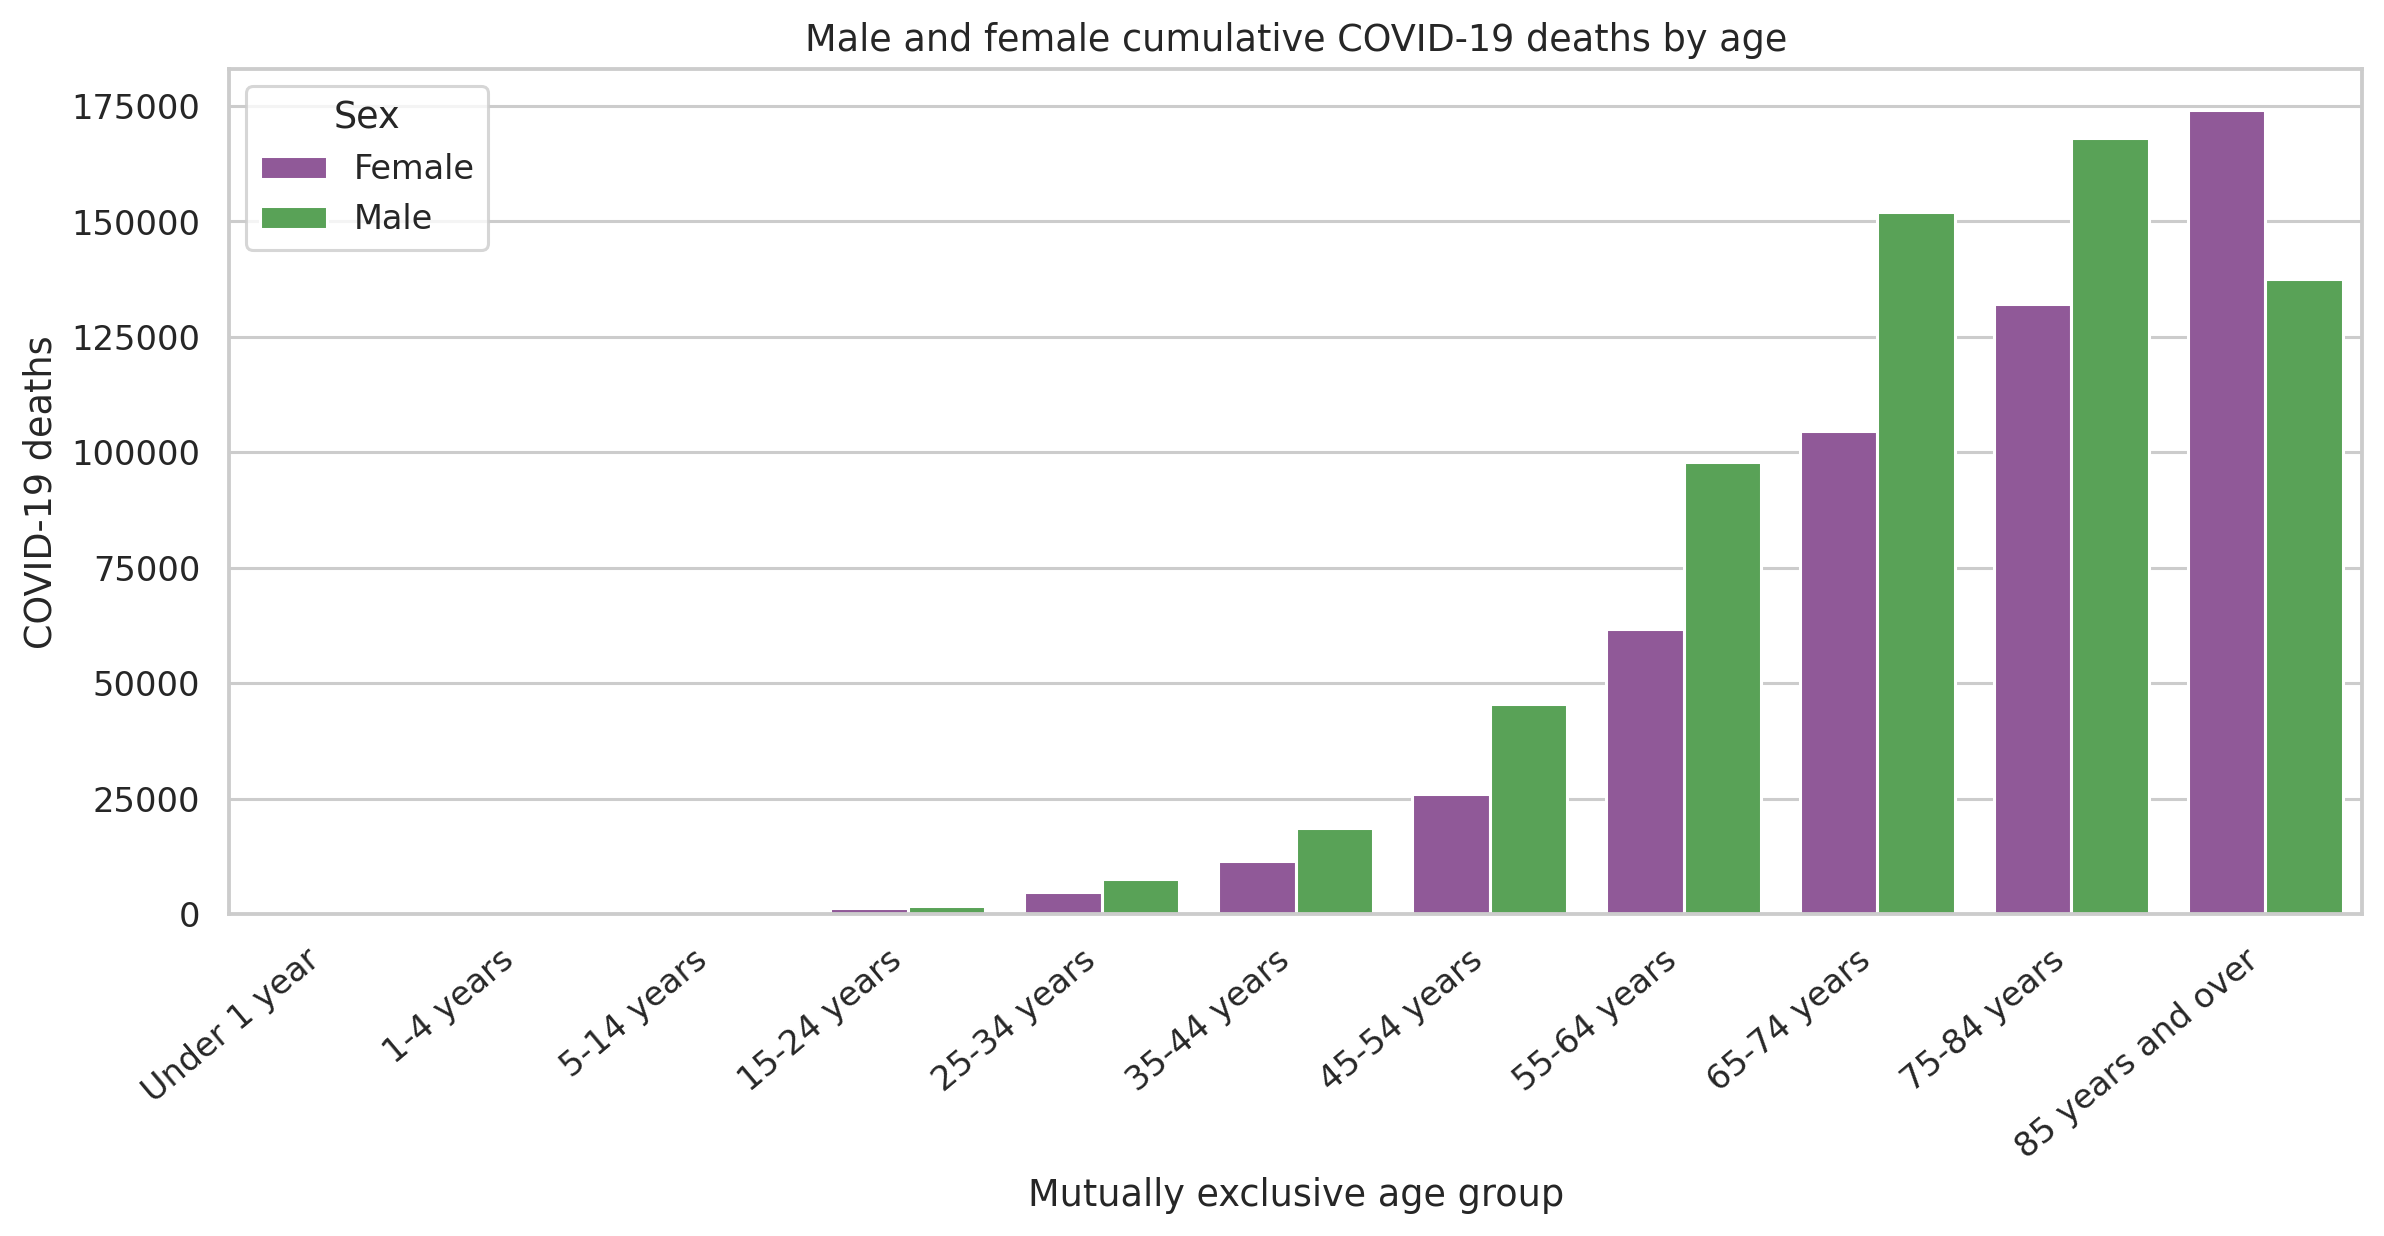 Male and female cumulative COVID-19 deaths by age
Sex
Female
Male
COVID-19 deaths
175000
150000
125000
100000
75000
50000
25000
0
Under 1 year
1-4 years
5-14 years
15-24 years
25-34 years
35-44 years
45-54 years
55-64 years
65-74 years
75-84 years
85 years and over
Mutually exclusive age group